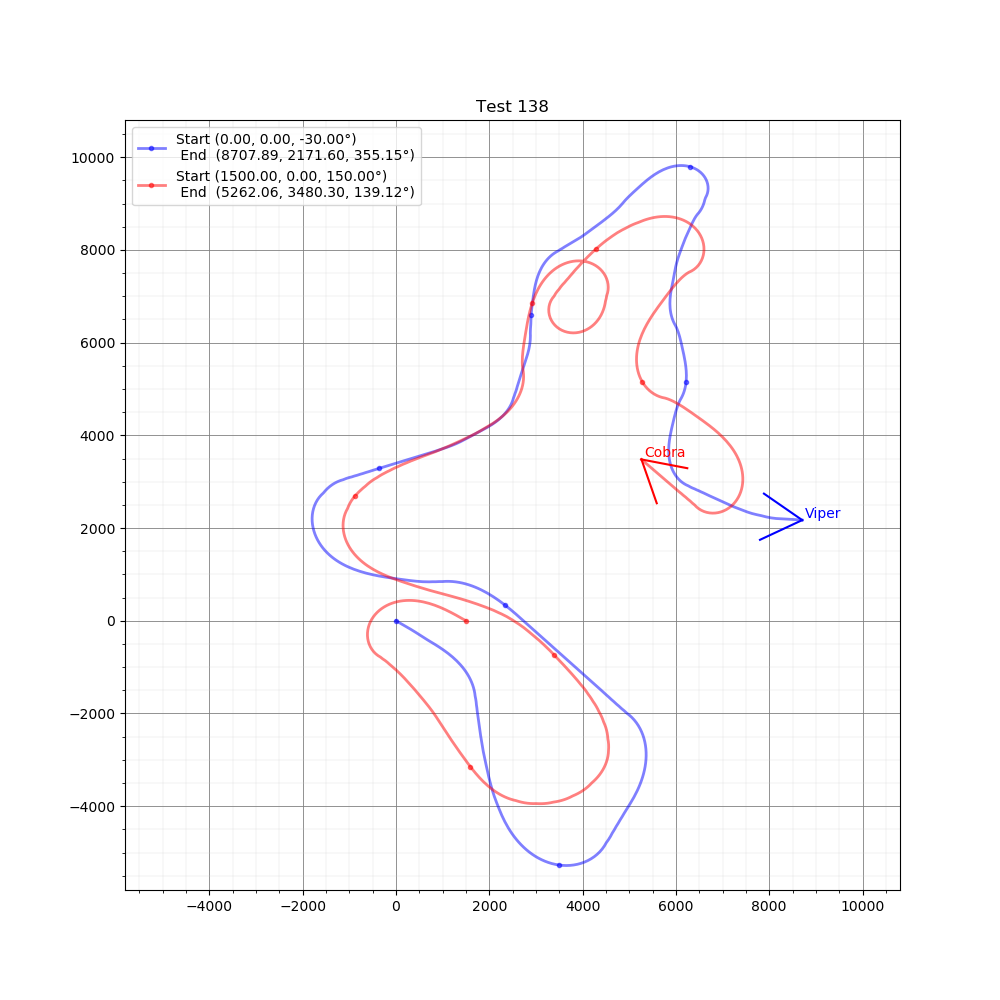 Test 138
Start (0.00, 0.00, -30.00°)
End (8707.89, 2171.60, 355.15°)
Start (1500.00, 0.00, 150.00°)
End (5262.06, 3480.30, 139.12°)
10000
8000
6000
4000
2000
0
−2000
−4000
Cobra
Viper
−4000 −2000 0 2000 4000 6000 8000 10000